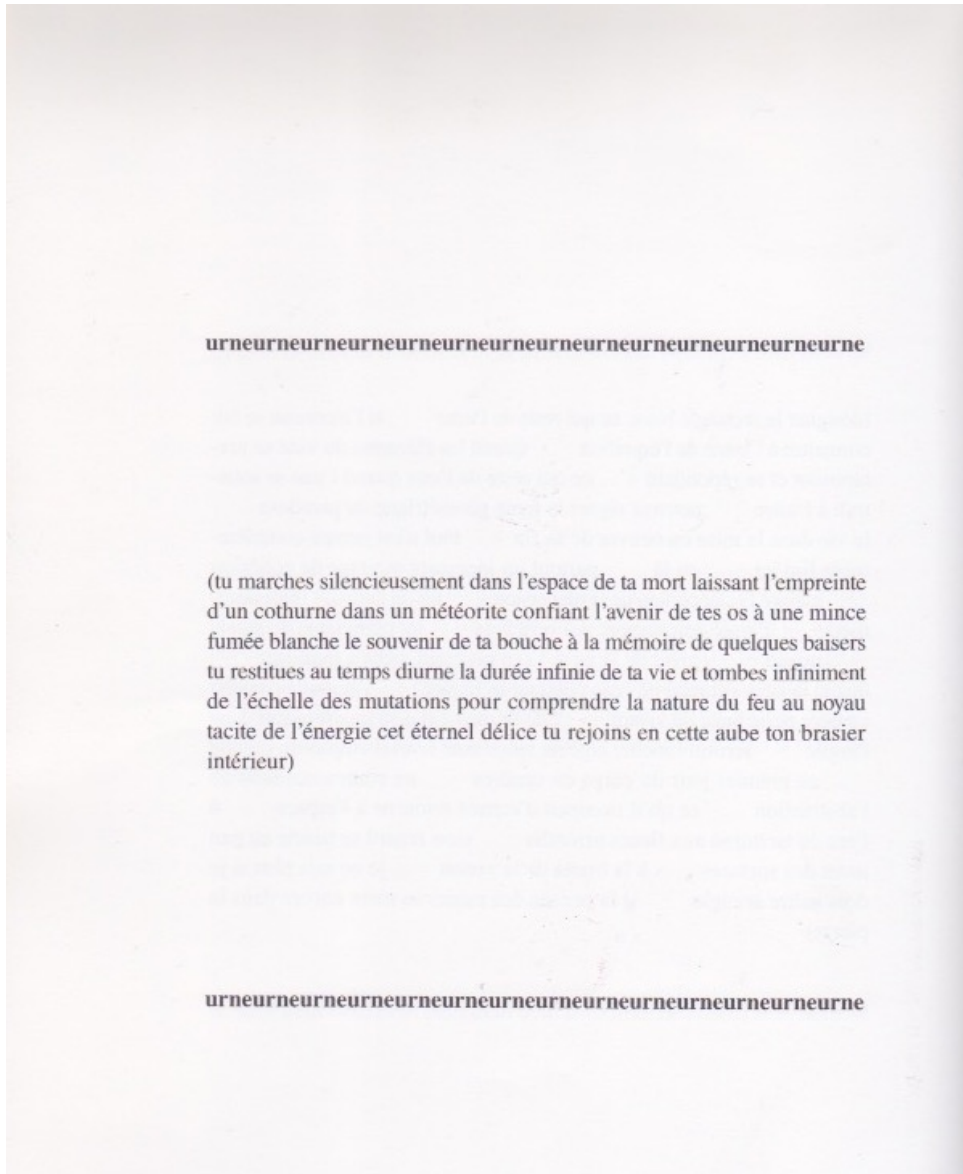 urneurneurneurneurneurneurneurneurneurneurneurneurneurne
(tu marches silencieusement dans l’espace de ta mort laissant l’empreinte
d’un cothurne dans un météorite confiant l’avenir de tes os à une mince
fumée blanche le souvenir de ta bouche à la mémoire de quelques baisers
tu restitues au temps diurne la durée infinie de ta vie et tombes infiniment
de l’échelle des mutations pour comprendre la nature du feu au noyau
tacite de l’énergie cet éternel délice tu rejoins en cette aube ton brasier
intérieur)
urneurneurneurneurneurneurneurneurneurneurneurneurneurne